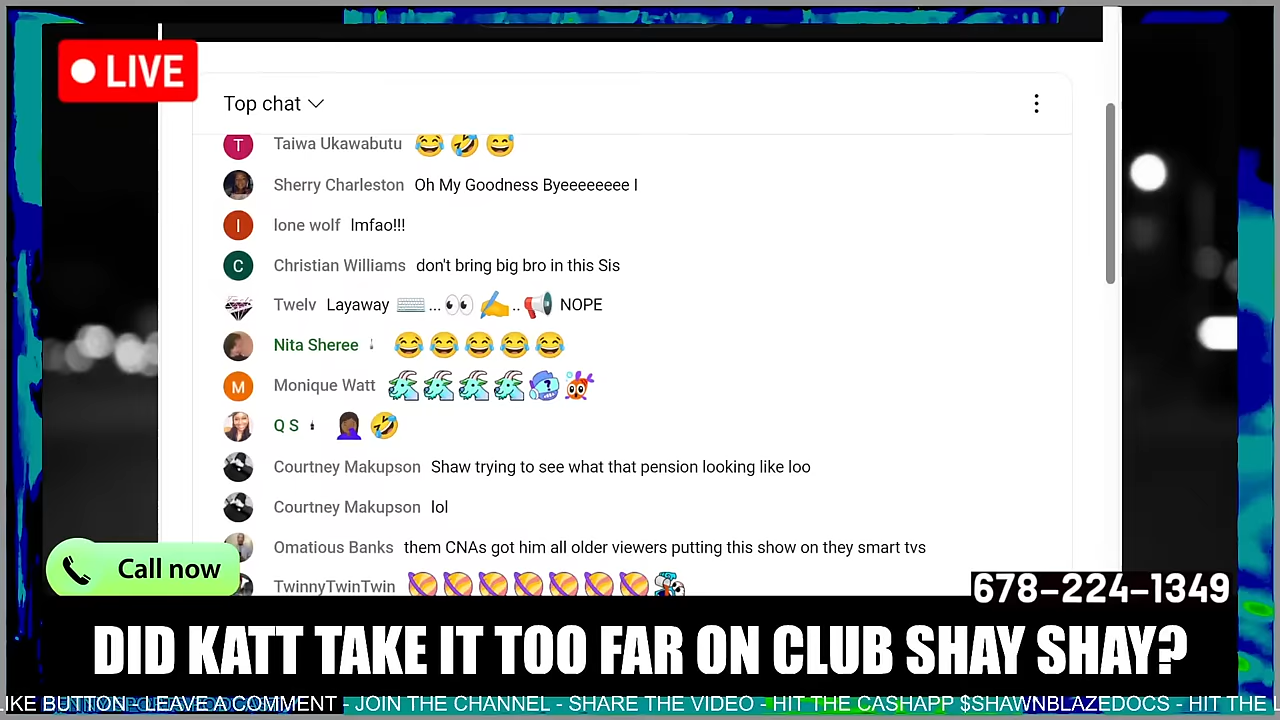 LIVE
Top chat
T Taiwa Ukawabutu 😂 🤣 😅
Sherry Charleston Oh My Goodness Byeeeeeeee I
I lone wolf lmfao!!!
C Christian Williams don't bring big bro in this Sis
Twelv Layaway ⌨️...👀 ✍️..📢 NOPE
Nita Sheree 😂 😂 😂 😂 😂
M Monique Watt
Q S 🤦🏾‍♀️ 🤣
Courtney Makupson Shaw trying to see what that pension looking like loo
Courtney Makupson lol
Omatious Banks them CNAs got him all older viewers putting this show on they smart tvs
TwinnyTwinTwin
Call now
678-224-1349
DID KATT TAKE IT TOO FAR ON CLUB SHAY SHAY?
IKE BUTTON - LEAVE A COMMENT - JOIN THE CHANNEL - SHARE THE VIDEO - HIT THE CASHAPP $SHAWNBLAZEDOCS - HIT THE L